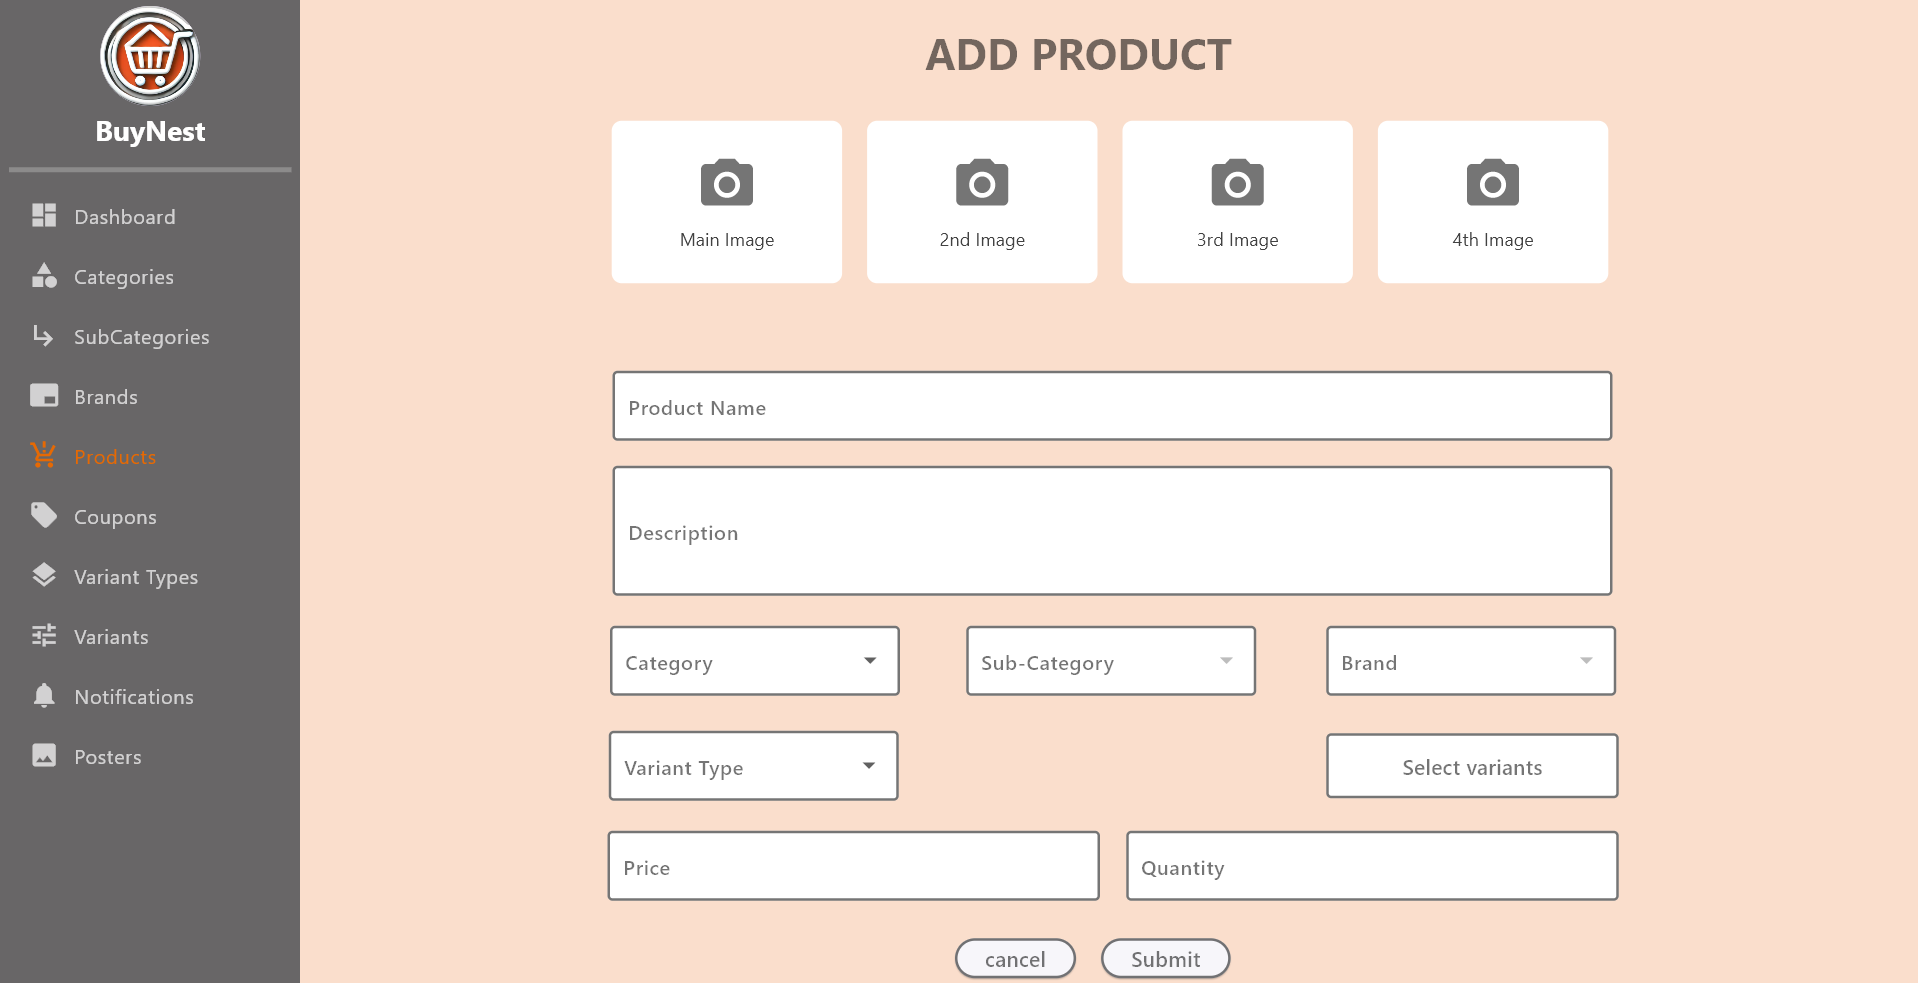 BuyNest
Dashboard
Categories
SubCategories
Brands
Products
Coupons
Variant Types
Variants
Notifications
Posters
ADD PRODUCT
Main Image
2nd Image
3rd Image
4th Image
Product Name
Description
Category
Sub-Category
Brand
Variant Type
Select variants
Price
Quantity
cancel
Submit